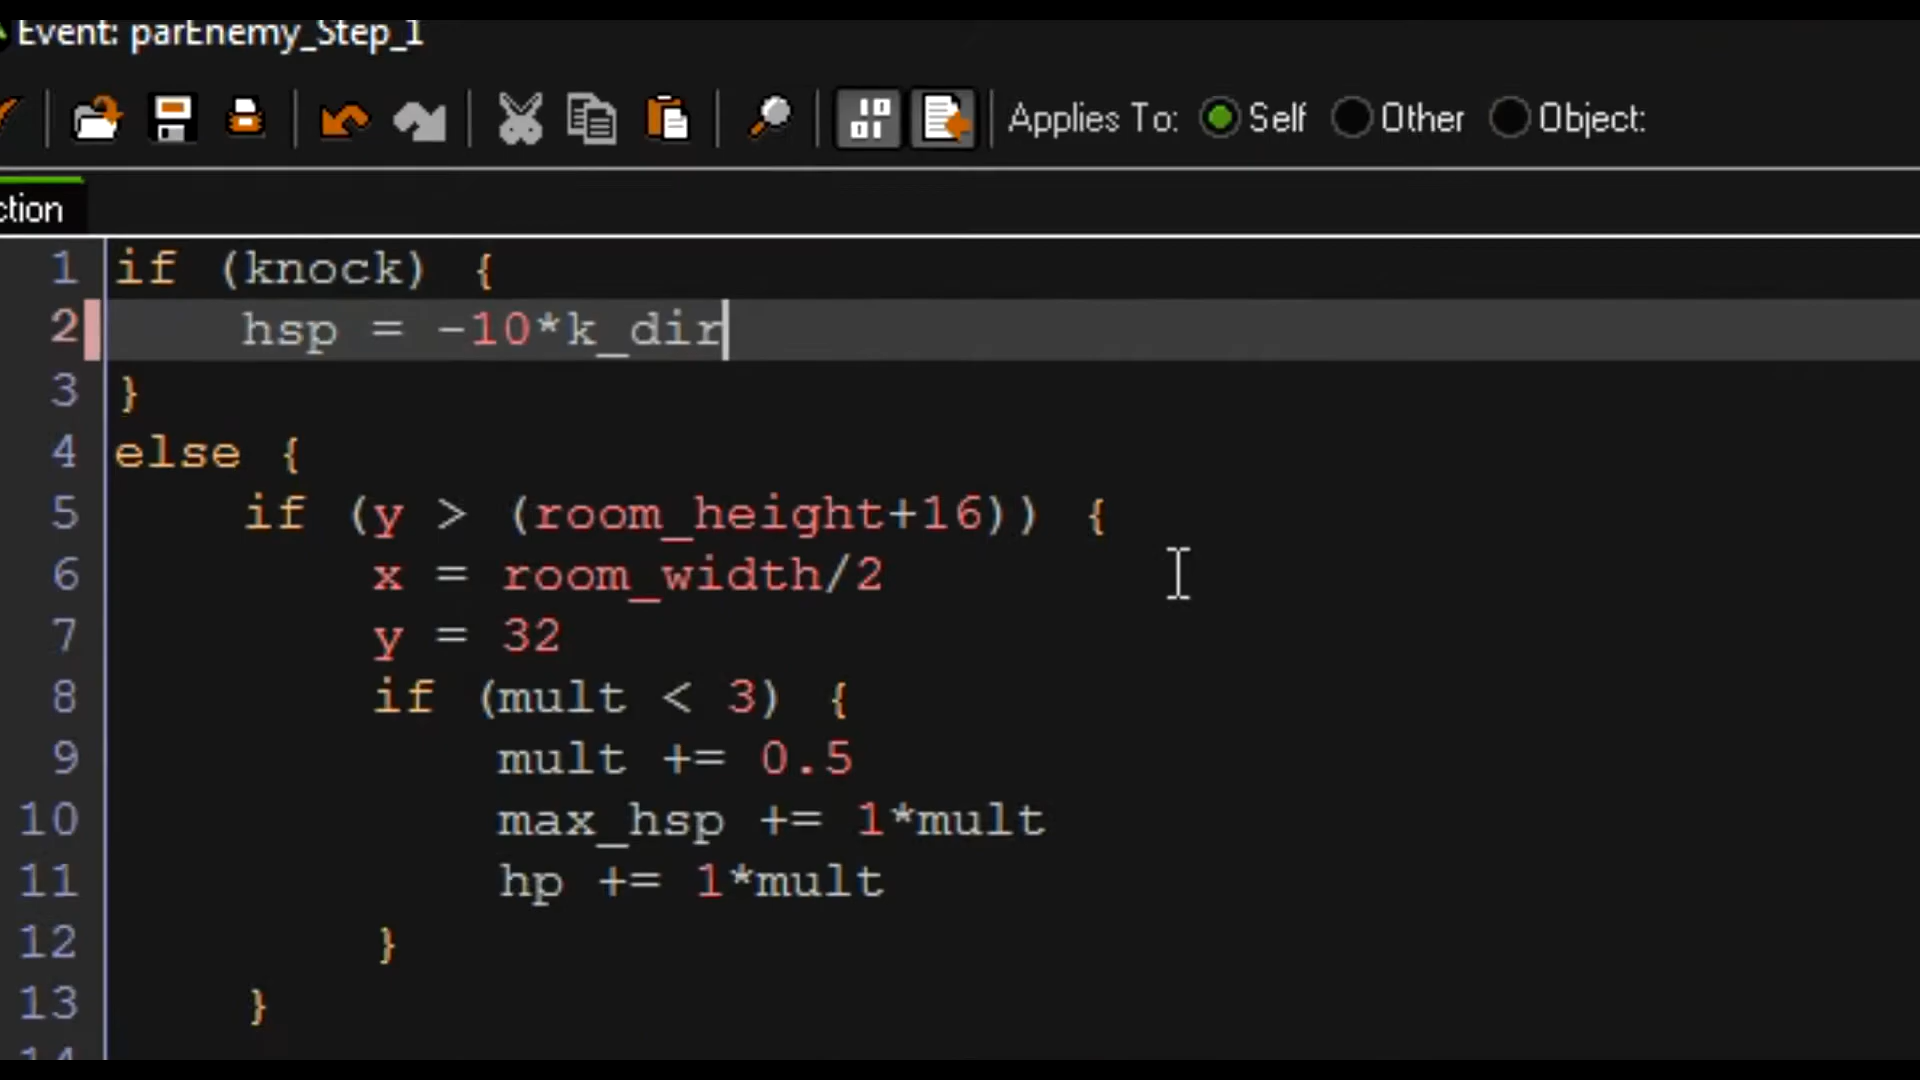 Event: parEnemy_Step_1
Applies To: Self Other Object:
ction
1 if (knock) {
2 hsp = -10*k_dir
3 }
4 else {
5 if (y > (room_height+16)) {
6 x = room_width/2
7 y = 32
8 if (mult < 3) {
9 mult += 0.5
10 max_hsp += 1*mult
11 hp += 1*mult
12 }
13 }
14